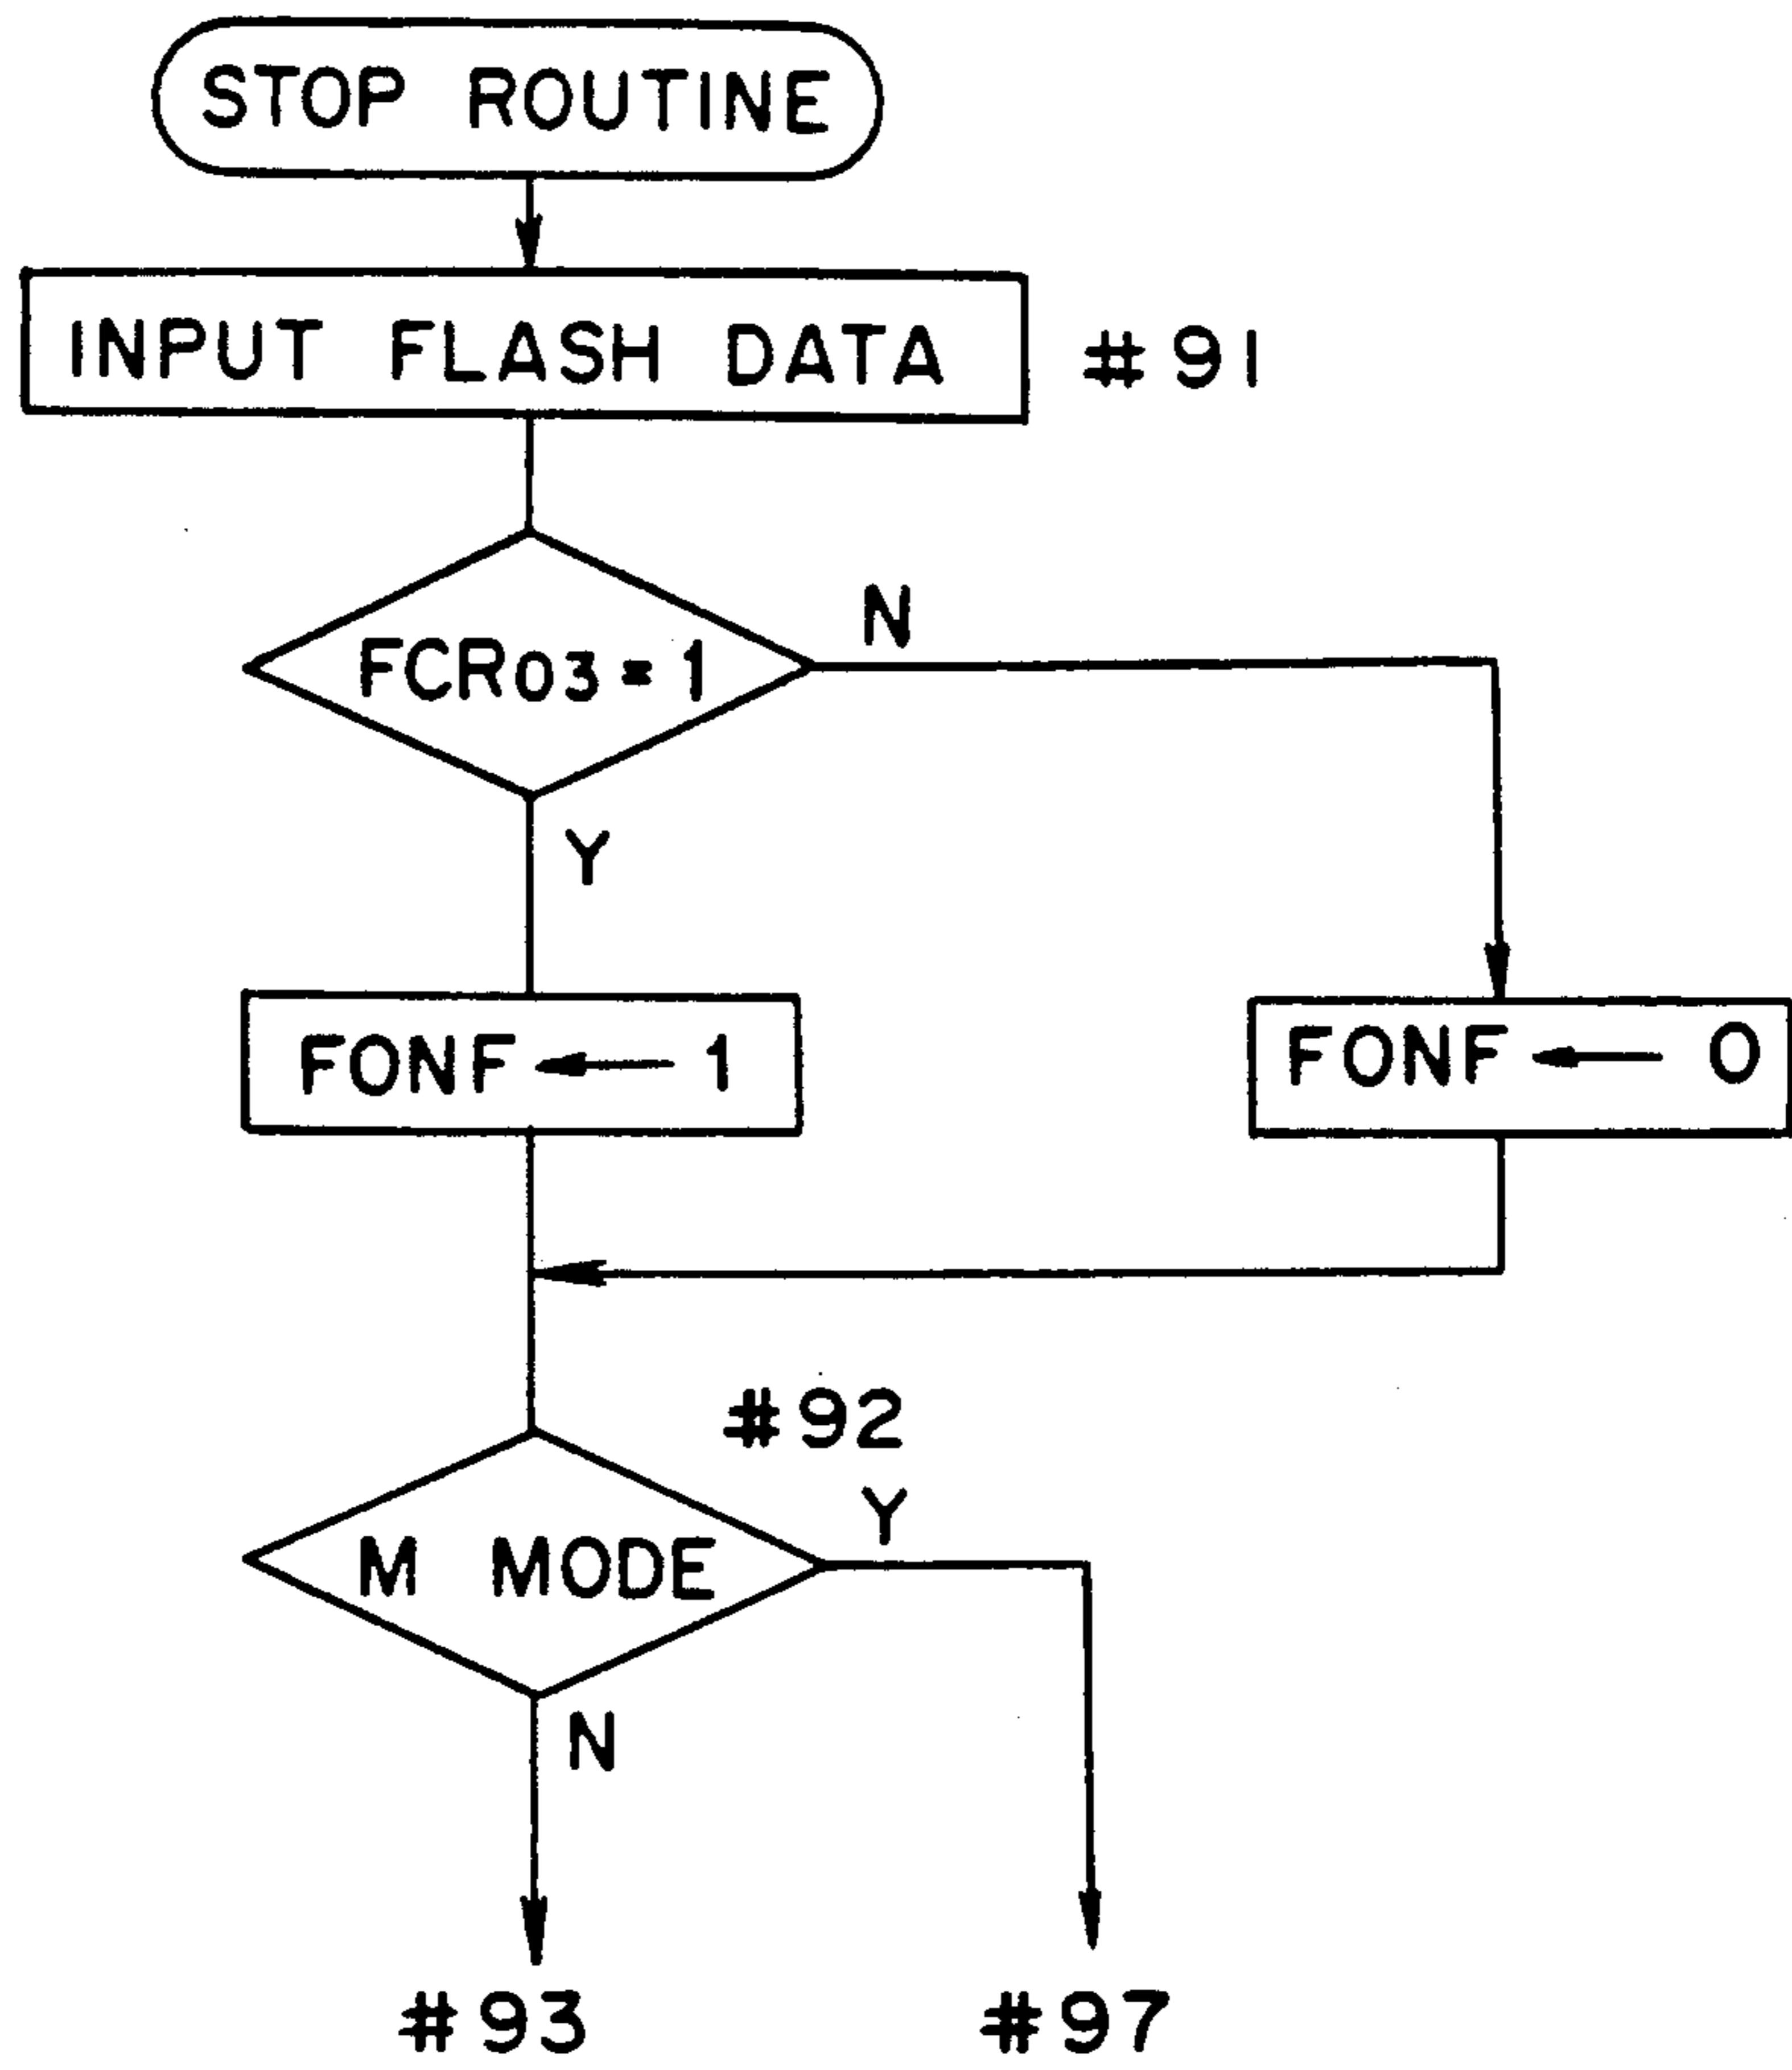 STOP ROUTINE
INPUT FLASH DATA #91
FCR03=1
N
Y
FONF ← 1
FONF ← 0
#92
M MODE
Y
N
#93
#97